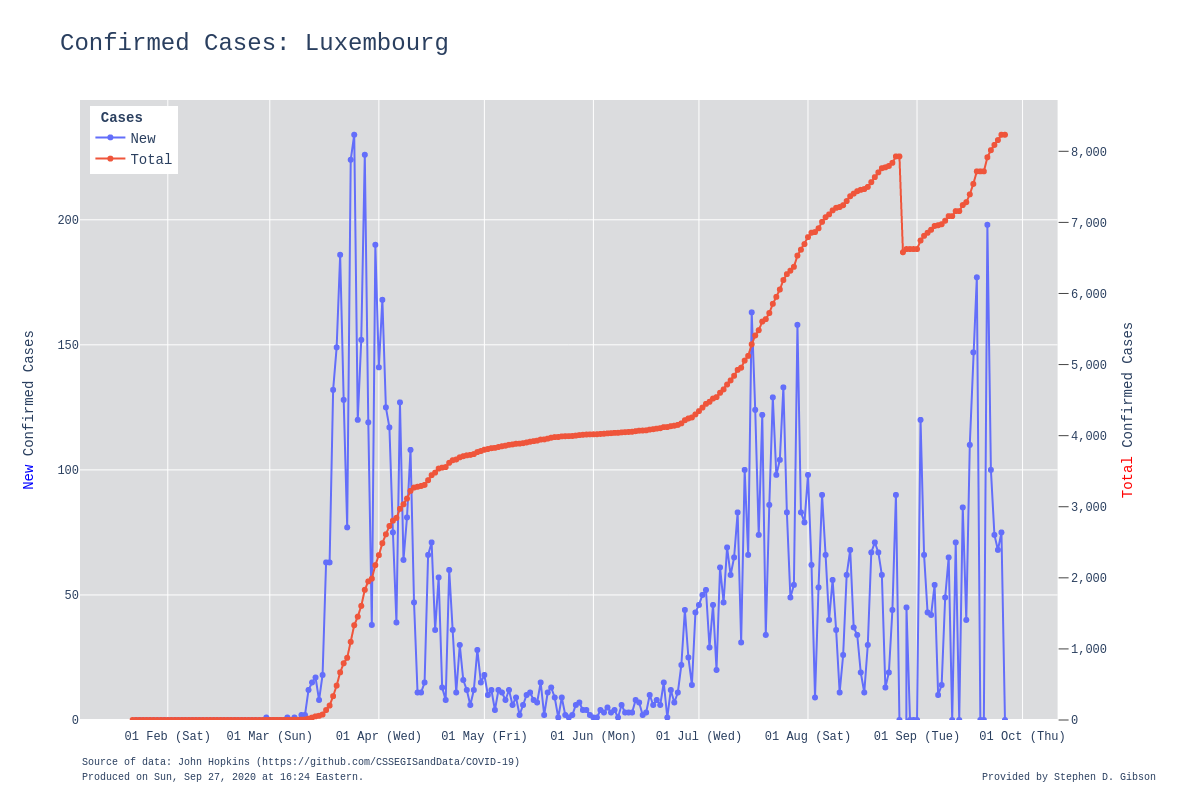 Confirmed Cases: Luxembourg
Cases
New
Total
200
150
100
50
0
New Confirmed Cases
8,000
7,000
6,000
5,000
4,000
3,000
2,000
1,000
0
Total Confirmed Cases
01 Feb (Sat) 01 Mar (Sun) 01 Apr (Wed) 01 May (Fri) 01 Jun (Mon) 01 Jul (Wed) 01 Aug (Sat) 01 Sep (Tue) 01 Oct (Thu)
Source of data: John Hopkins (https://github.com/CSSEGISandData/COVID-19)
Produced on Sun, Sep 27, 2020 at 16:24 Eastern.
Provided by Stephen D. Gibson